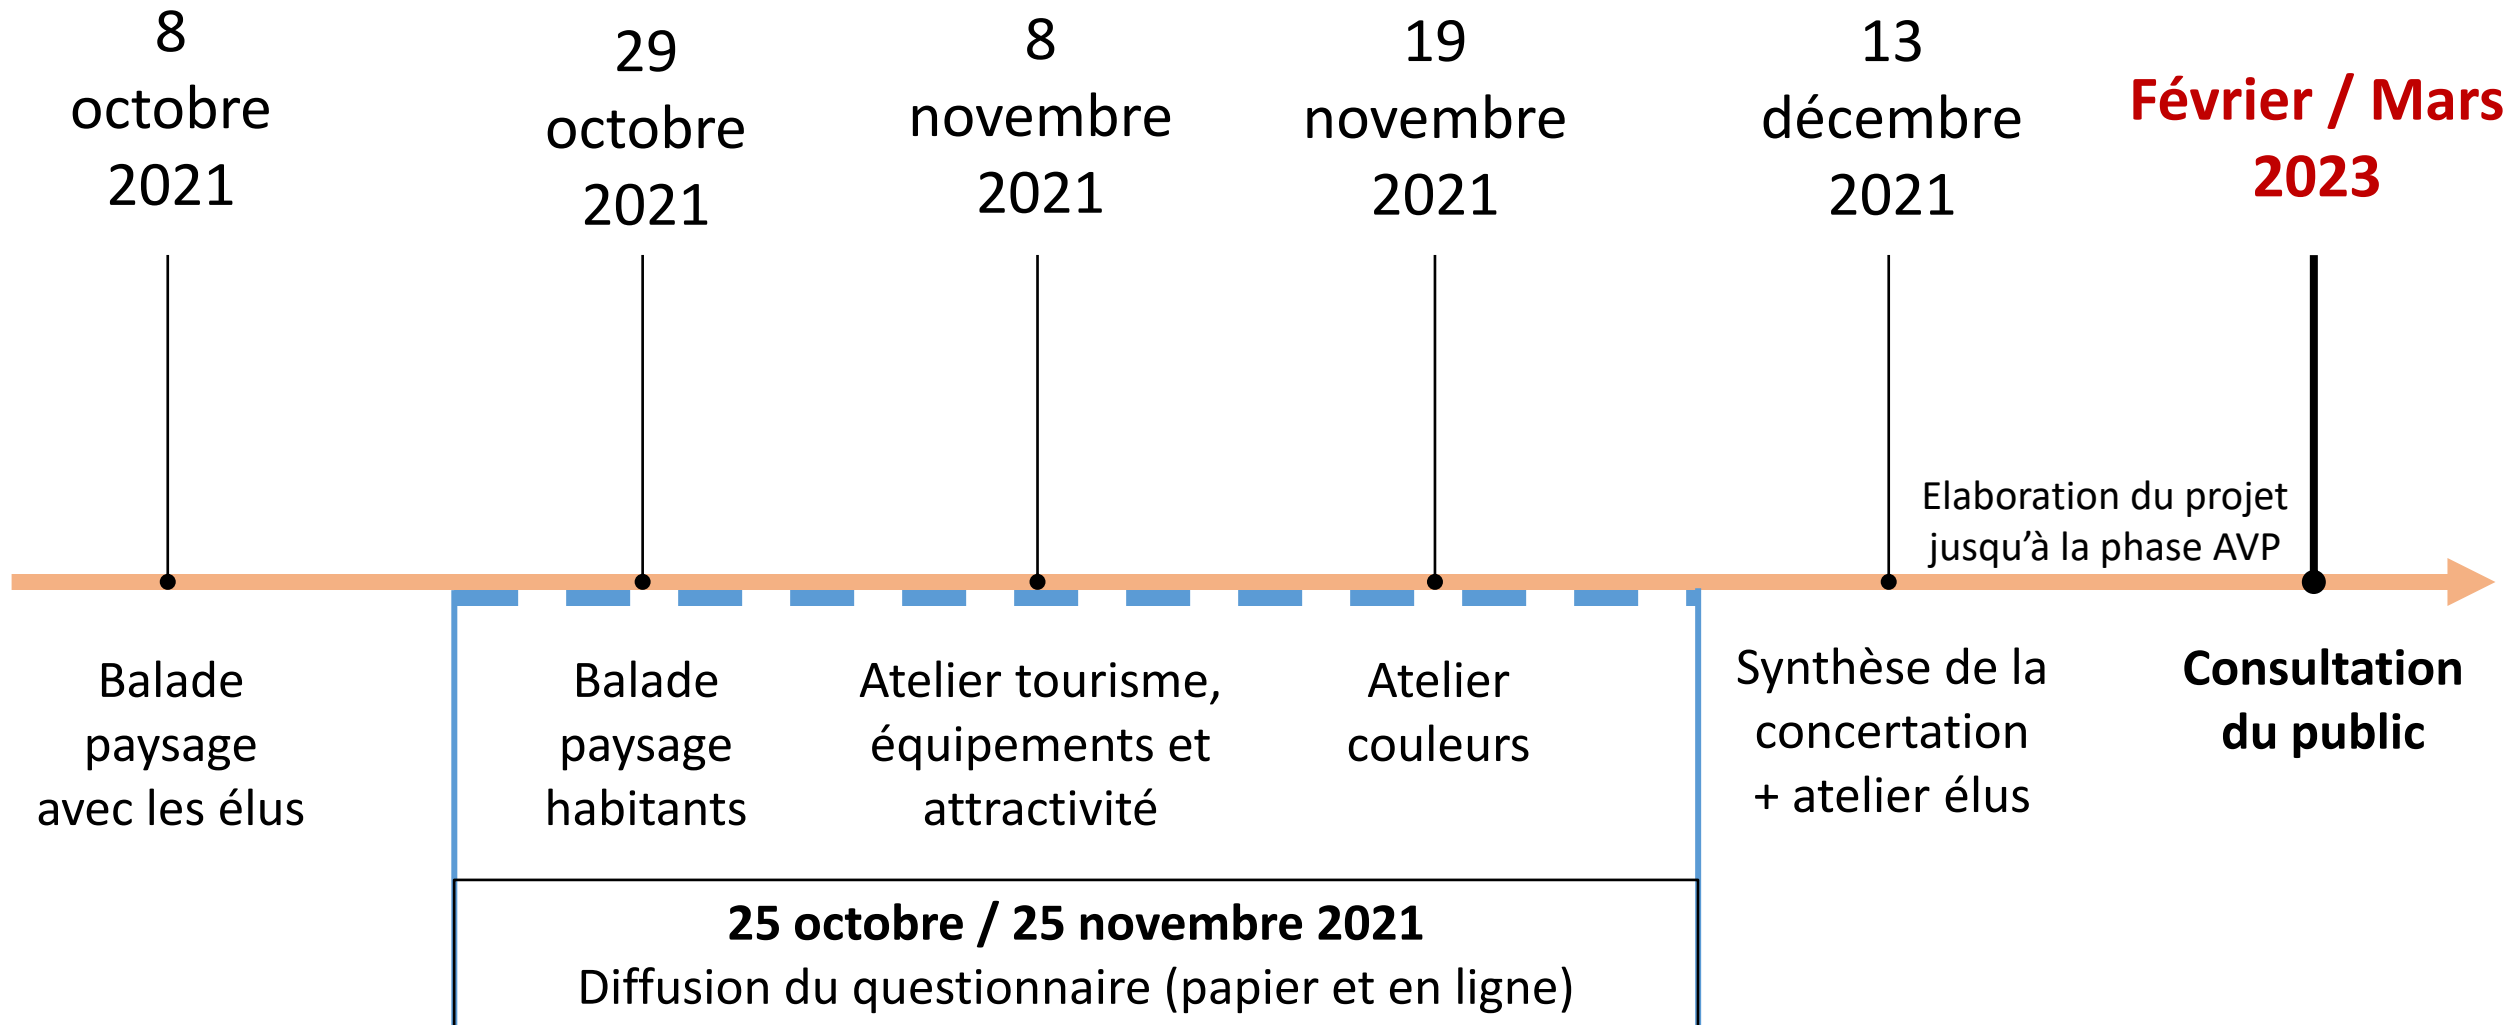 8
octobre
2021
29
octobre
2021
8
novembre
2021
19
novembre
2021
13
décembre
2021
Février / Mars
2023
Elaboration du projet
jusqu’à la phase AVP
Balade
paysage
avec les élus
Balade
paysage
habitants
Atelier tourisme,
équipements et
attractivité
Atelier
couleurs
Synthèse de la
concertation
+ atelier élus
Consultation
du public
25 octobre / 25 novembre 2021
Diffusion du questionnaire (papier et en ligne)